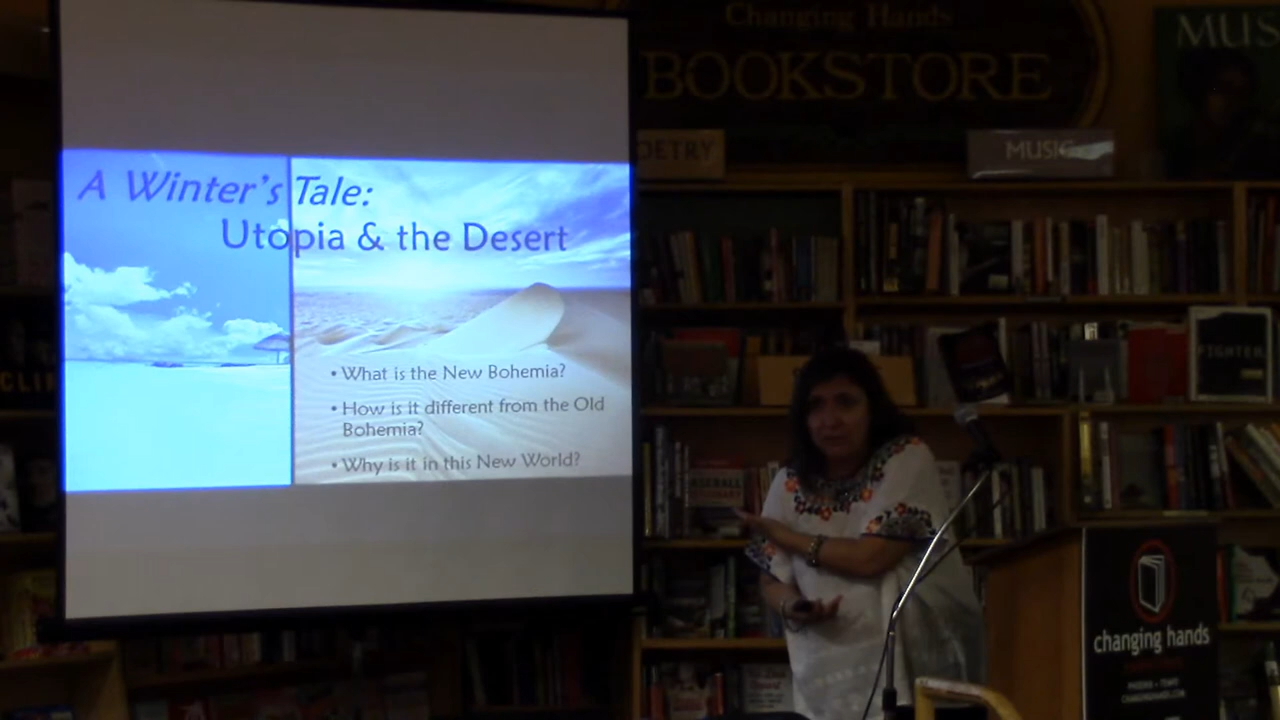 Changing Hands
BOOKSTORE
MUS
POETRY
MUSIC
A Winter's Tale:
Utopia & the Desert
• What is the New Bohemia?
• How is it different from the Old
Bohemia?
• Why is it in this New World?
FIGHTER
BASEBALL
changing hands